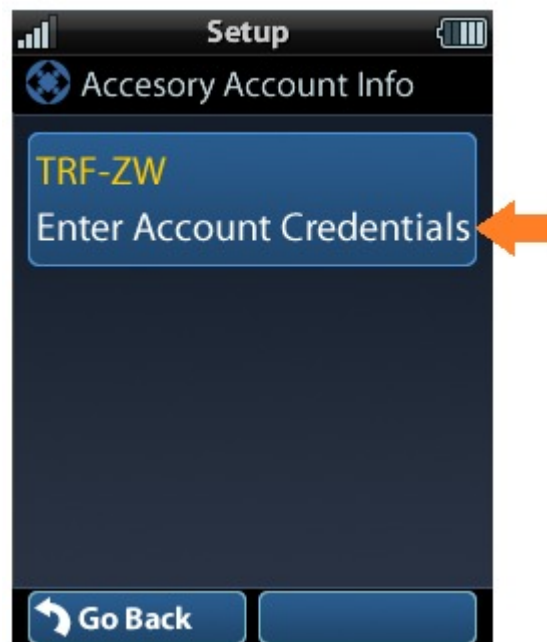 Setup
Accesory Account Info
TRF-ZW
Enter Account Credentials
Go Back